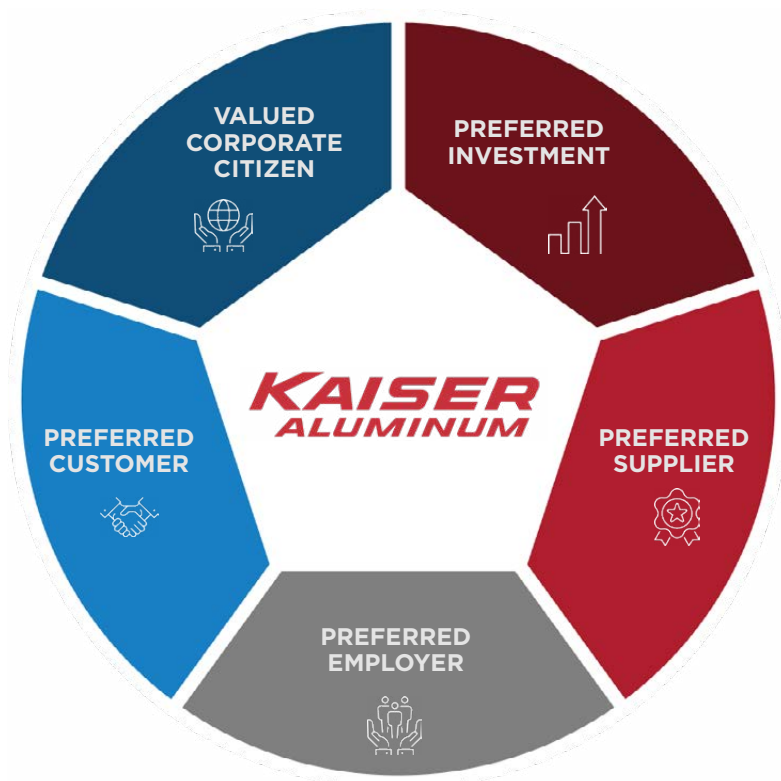 VALUED
CORPORATE
CITIZEN
PREFERRED
INVESTMENT
KAISER
ALUMINUM
PREFERRED
CUSTOMER
PREFERRED
SUPPLIER
PREFERRED
EMPLOYER